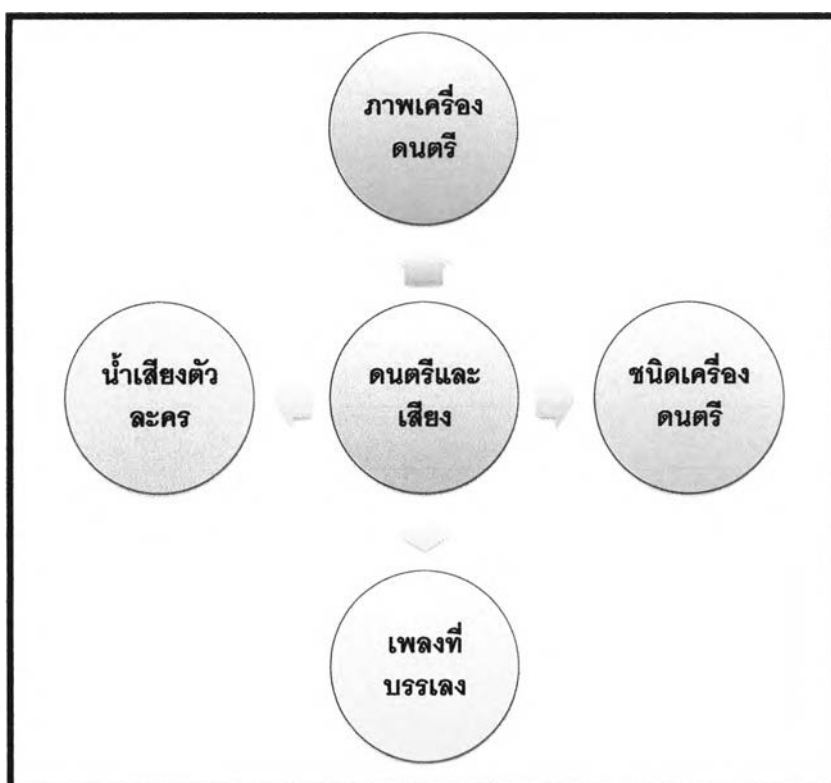 ภาพเครื่อง
ดนตรี
น้ำเสียงตัว
ละคร
ดนตรีและ
เสียง
ชนิดเครื่อง
ดนตรี
เพลงที่
บรรเลง